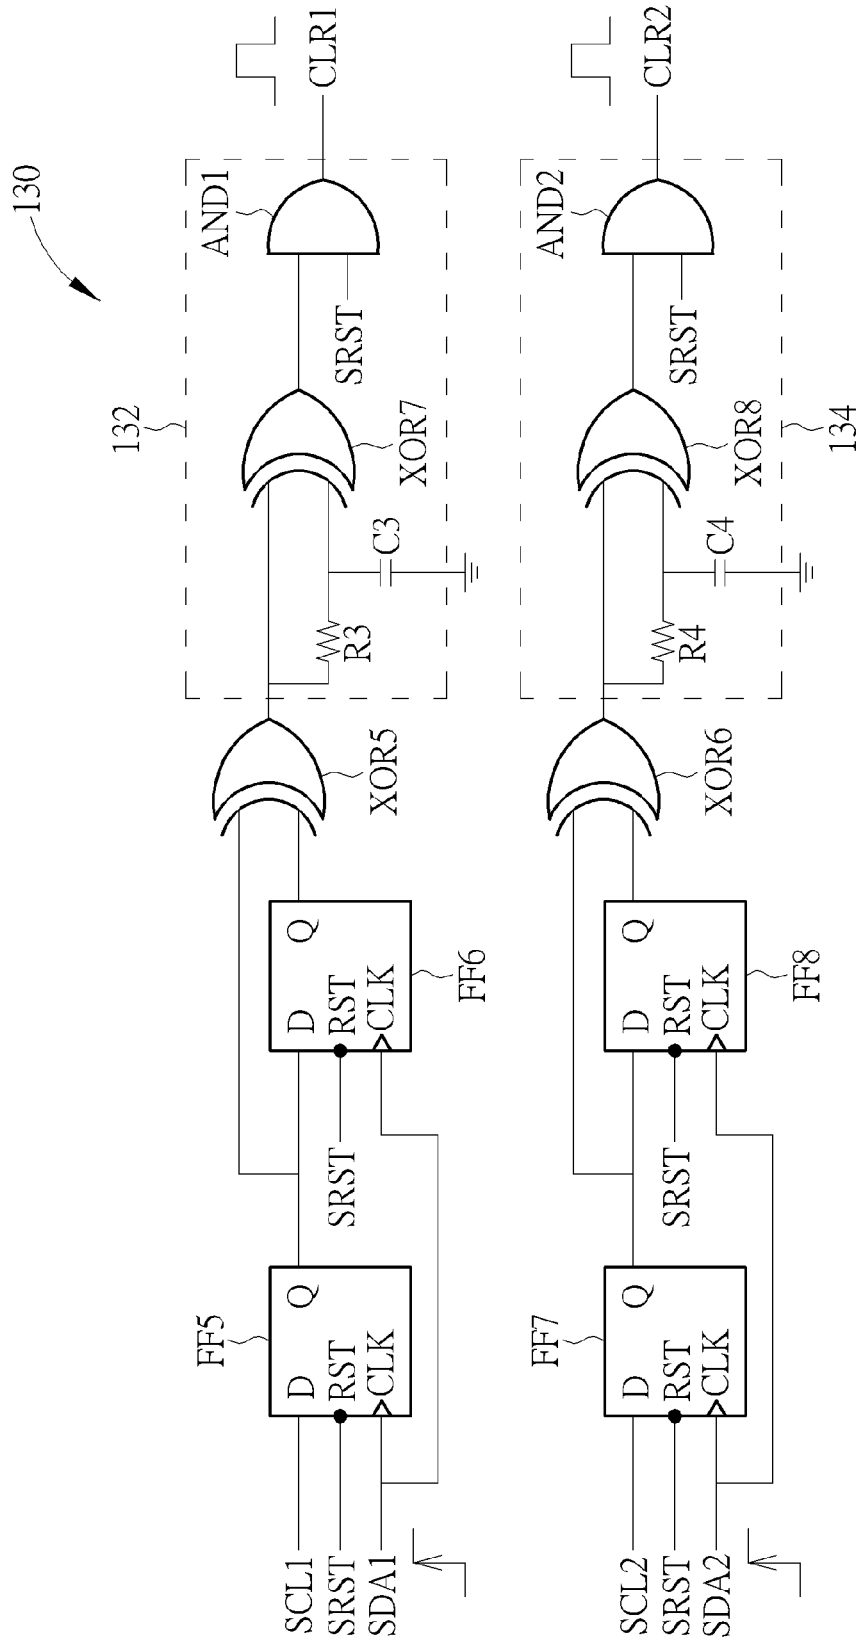 130
132
SCL1
SRST
SDA1
FF5
D
Q
RST
CLK
SRST
FF6
D
Q
RST
CLK
XOR5
R3
C3
XOR7
SRST
AND1
CLR1
134
SCL2
SRST
SDA2
FF7
D
Q
RST
CLK
SRST
FF8
D
Q
RST
CLK
XOR6
R4
C4
XOR8
SRST
AND2
CLR2